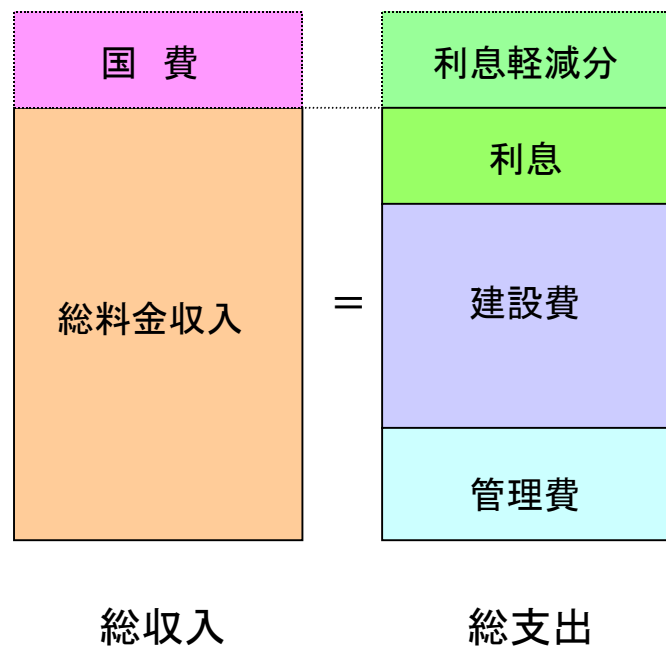 国 費
総料金収入
総収入
=
利息軽減分
利息
建設費
管理費
総支出